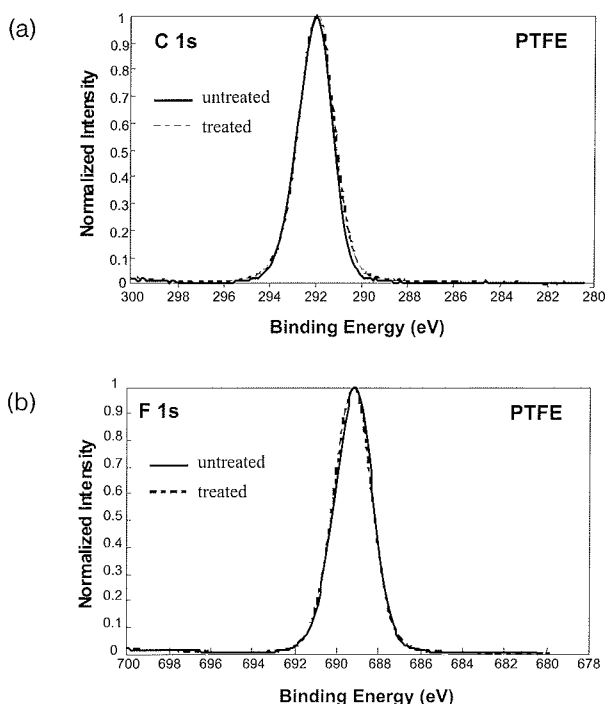 (a)
C 1s
PTFE
untreated
treated
Normalized Intensity
1
0.9
0.8
0.7
0.6
0.5
0.4
0.3
0.2
0.1
0
300 298 296 294 292 290 288 286 284 282 280
Binding Energy (eV)
(b)
F 1s
PTFE
untreated
treated
Normalized Intensity
1
0.9
0.8
0.7
0.6
0.5
0.4
0.3
0.2
0.1
0
700 698 696 694 692 690 688 686 684 682 680 678
Binding Energy (eV)